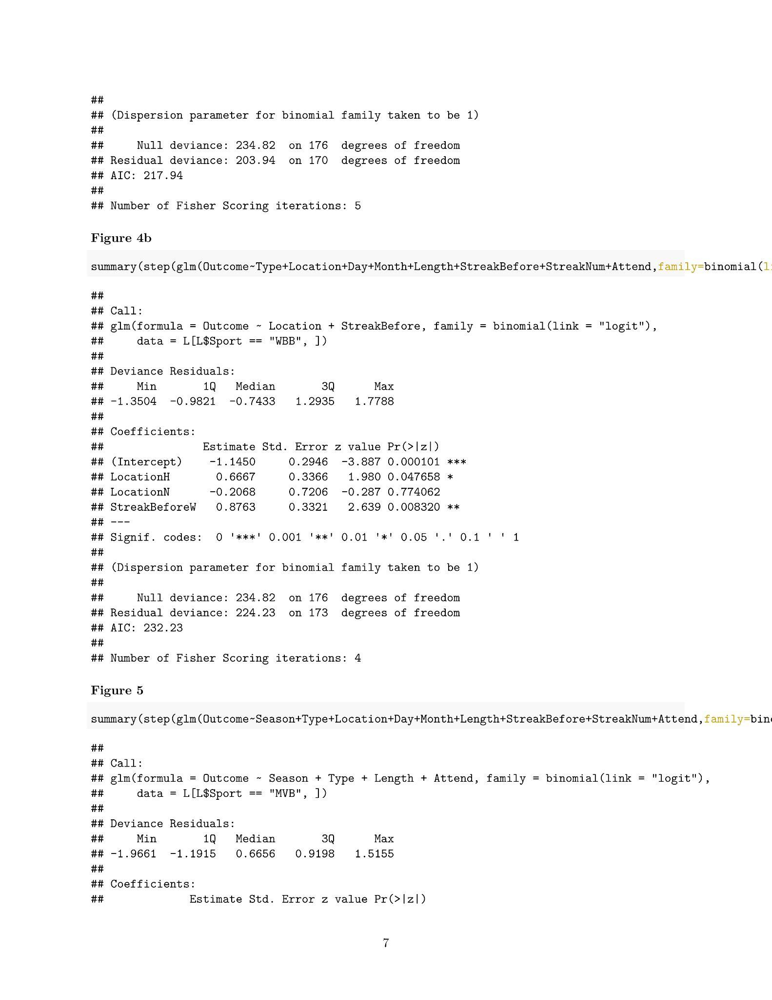 ##
## (Dispersion parameter for binomial family taken to be 1)
##
##     Null deviance: 234.82  on 176  degrees of freedom
## Residual deviance: 203.94  on 170  degrees of freedom
## AIC: 217.94
##
## Number of Fisher Scoring iterations: 5
Figure 4b
summary(step(glm(Outcome~Type+Location+Day+Month+Length+StreakBefore+StreakNum+Attend,family=binomial(li
##
## Call:
## glm(formula = Outcome ~ Location + StreakBefore, family = binomial(link = "logit"),
##     data = L[L$Sport == "WBB", ])
##
## Deviance Residuals:
##     Min       1Q   Median       3Q      Max
## -1.3504  -0.9821  -0.7433   1.2935   1.7788
##
## Coefficients:
##               Estimate Std. Error z value Pr(>|z|)
## (Intercept)    -1.1450     0.2946  -3.887 0.000101 ***
## LocationH       0.6667     0.3366   1.980 0.047658 *
## LocationN      -0.2068     0.7206  -0.287 0.774062
## StreakBeforeW   0.8763     0.3321   2.639 0.008320 **
## ---
## Signif. codes:  0 '***' 0.001 '**' 0.01 '*' 0.05 '.' 0.1 ' ' 1
##
## (Dispersion parameter for binomial family taken to be 1)
##
##     Null deviance: 234.82  on 176  degrees of freedom
## Residual deviance: 224.23  on 173  degrees of freedom
## AIC: 232.23
##
## Number of Fisher Scoring iterations: 4
Figure 5
summary(step(glm(Outcome~Season+Type+Location+Day+Month+Length+StreakBefore+StreakNum+Attend,family=bino
##
## Call:
## glm(formula = Outcome ~ Season + Type + Length + Attend, family = binomial(link = "logit"),
##     data = L[L$Sport == "MVB", ])
##
## Deviance Residuals:
##     Min       1Q   Median       3Q      Max
## -1.9661  -1.1915   0.6656   0.9198   1.5155
##
## Coefficients:
##             Estimate Std. Error z value Pr(>|z|)
7